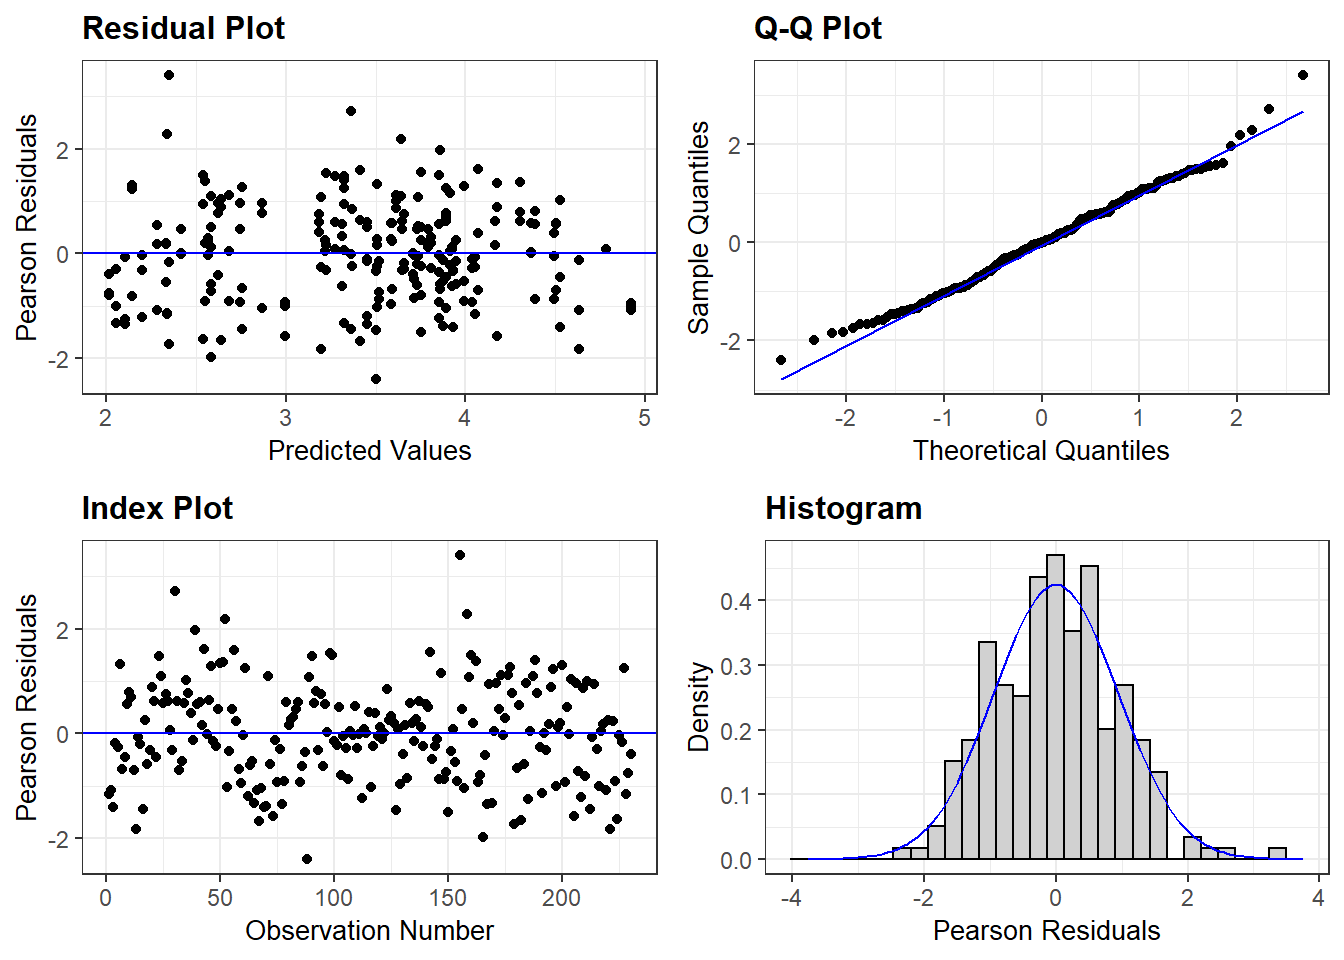 Residual Plot
Pearson Residuals
2
0
-2
2 3 4 5
Predicted Values
Q-Q Plot
Sample Quantiles
2
0
-2
-2 -1 0 1 2
Theoretical Quantiles
Index Plot
Pearson Residuals
2
0
-2
0 50 100 150 200
Observation Number
Histogram
Density
0.4
0.3
0.2
0.1
0.0
-4 -2 0 2 4
Pearson Residuals